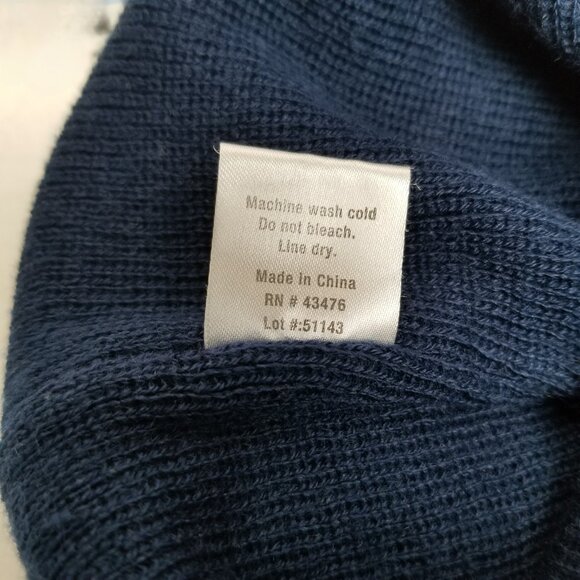 Machine wash cold
Do not bleach.
Line dry.
Made in China
RN # 43476
Lot #:51143